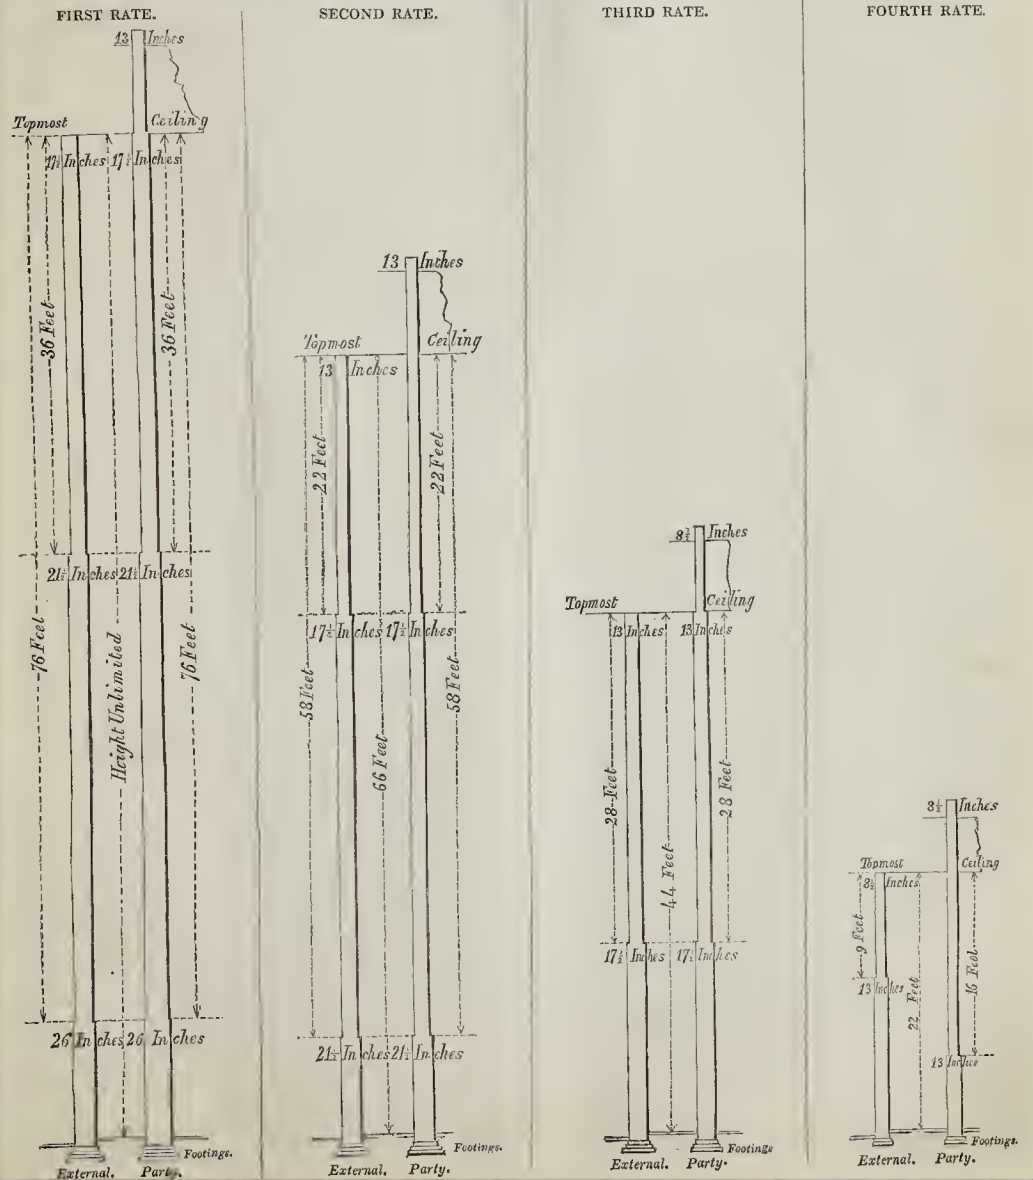 FIRST RATE.
13 Inches
Topmost Ceiling
17½ Inches 17½ Inches
36 Feet
36 Feet
21½ Inches 21½ Inches
76 Feet
Height Unlimited
76 Feet
26 Inches 26 Inches
Footings.
External. Party.
SECOND RATE.
13 Inches
Topmost Ceiling
13 Inches
22 Feet
22 Feet
17½ Inches 17½ Inches
58 Feet
66 Feet
58 Feet
21½ Inches 21½ Inches
Footings.
External. Party.
THIRD RATE.
8½ Inches
Topmost Ceiling
13 Inches 13 Inches
28 Feet
44 Feet
28 Feet
17½ Inches 17½ Inches
Footings
External. Party.
FOURTH RATE.
8½ Inches
Topmost Ceiling
8½ Inches
9 Feet
22 Feet
16 Feet
13 Inches
13 Inches
Footings.
External. Party.